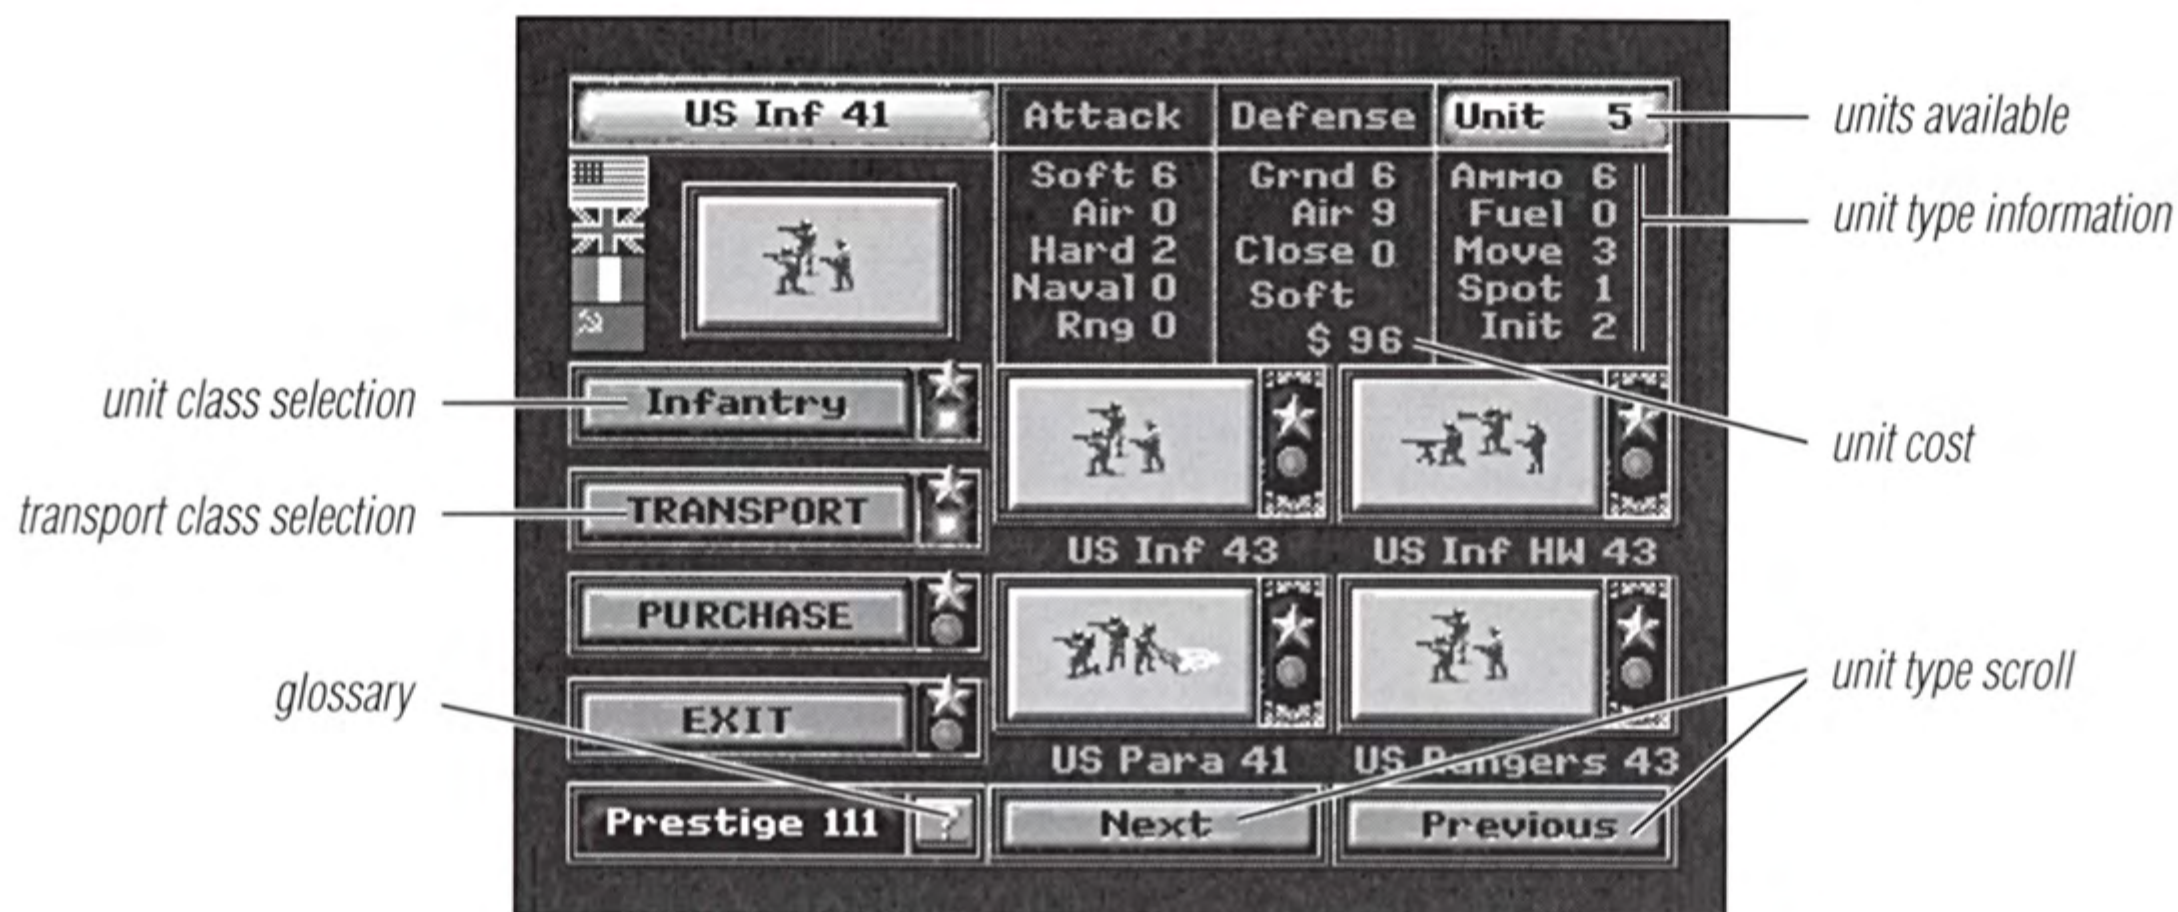 US Inf 41 Attack Defense Unit 5
Soft 6 Grnd 6 Ammo 6
Air 0 Air 9 Fuel 0
Hard 2 Close 0 Move 3
Naval 0 Soft Spot 1
Rng 0 $ 96 Init 2
Infantry
TRANSPORT
US Inf 43 US Inf HW 43
PURCHASE
EXIT
US Para 41 US Rangers 43
Prestige 111 ? Next Previous
unit class selection
transport class selection
glossary
units available
unit type information
unit cost
unit type scroll